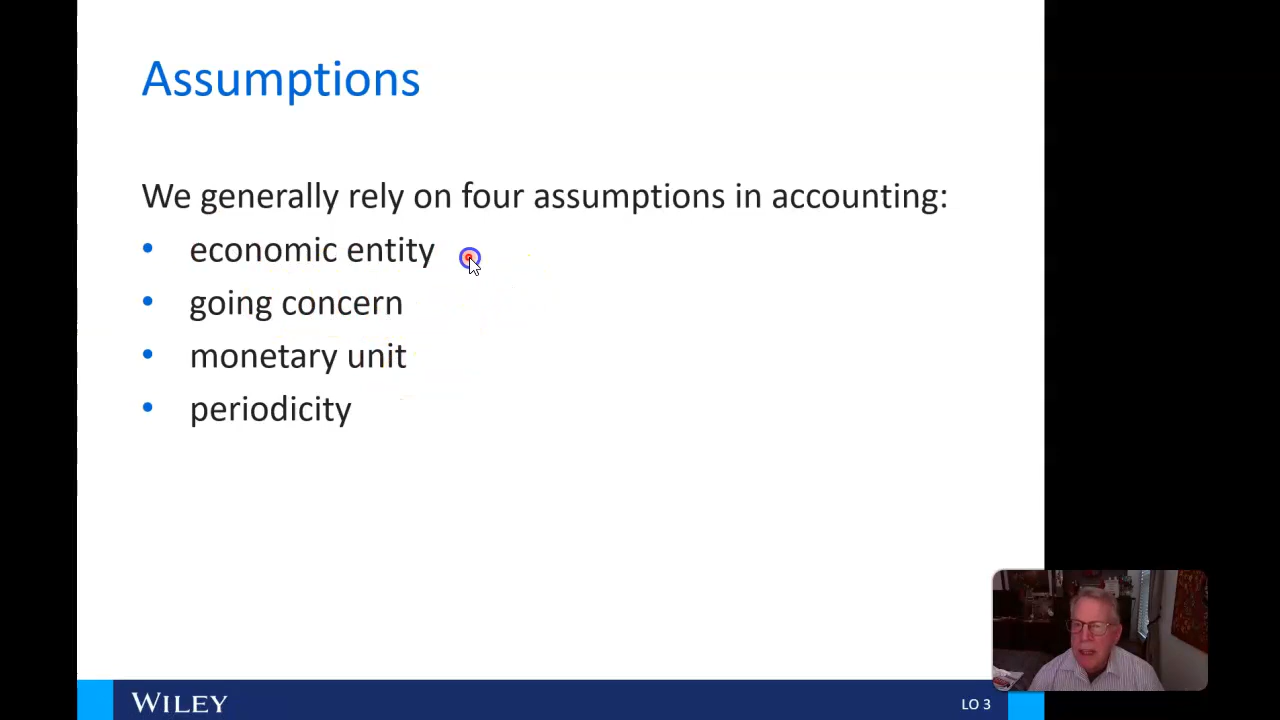 Assumptions
We generally rely on four assumptions in accounting:
• economic entity
• going concern
• monetary unit
• periodicity
WILEY
LO 3